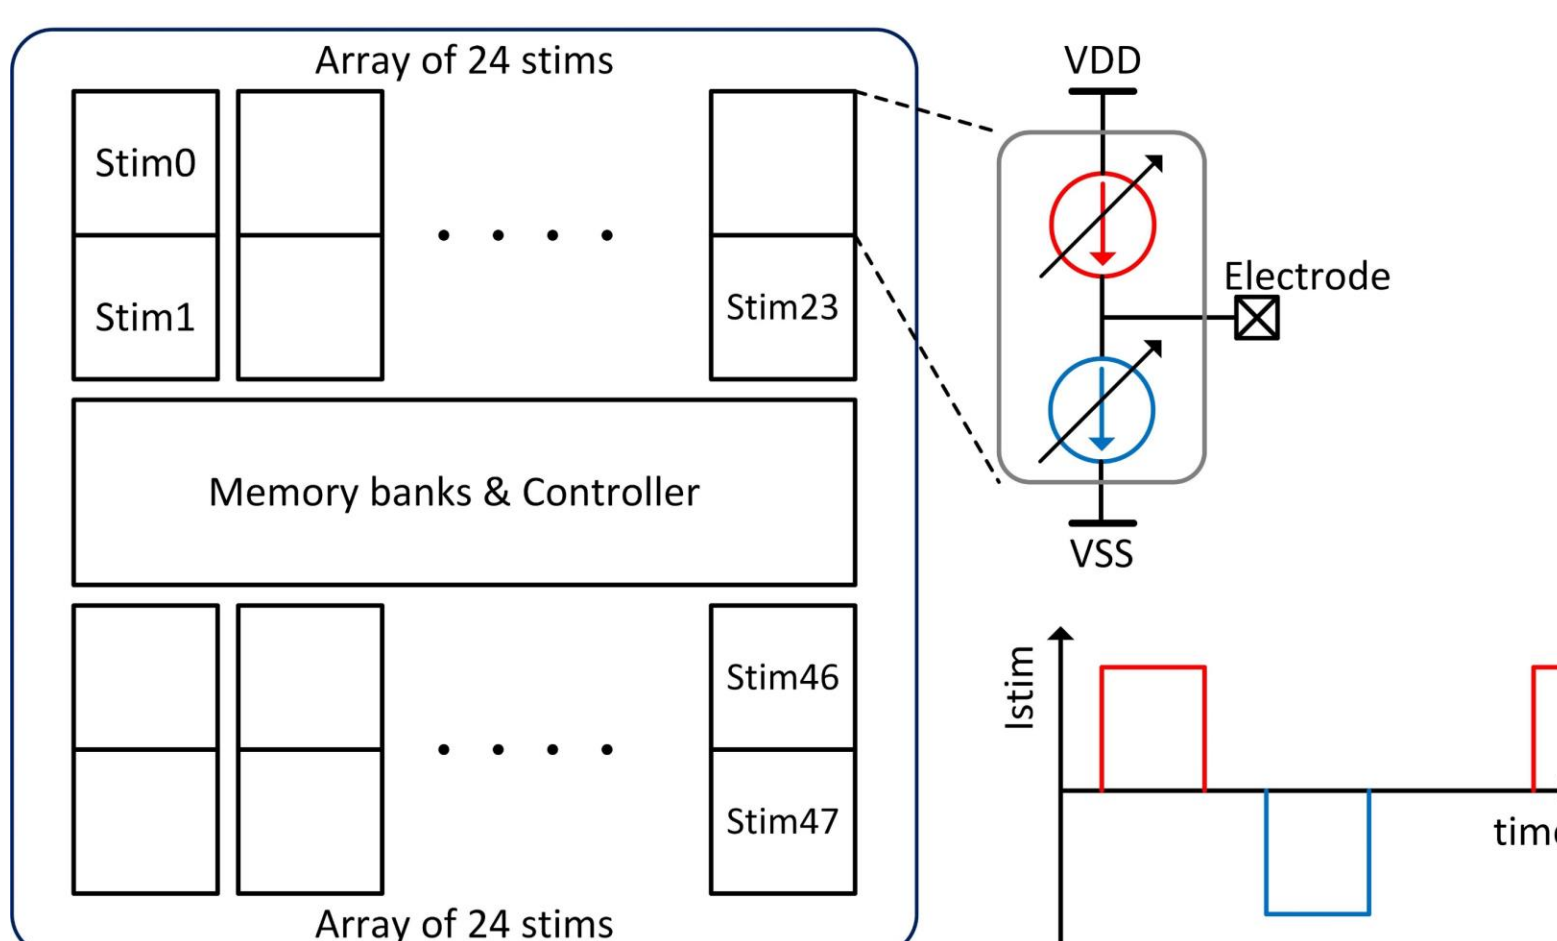 Array of 24 stims
Stim0
Stim1
Stim23
Memory banks & Controller
Stim46
Stim47
Array of 24 stims
VDD
Electrode
VSS
Istim